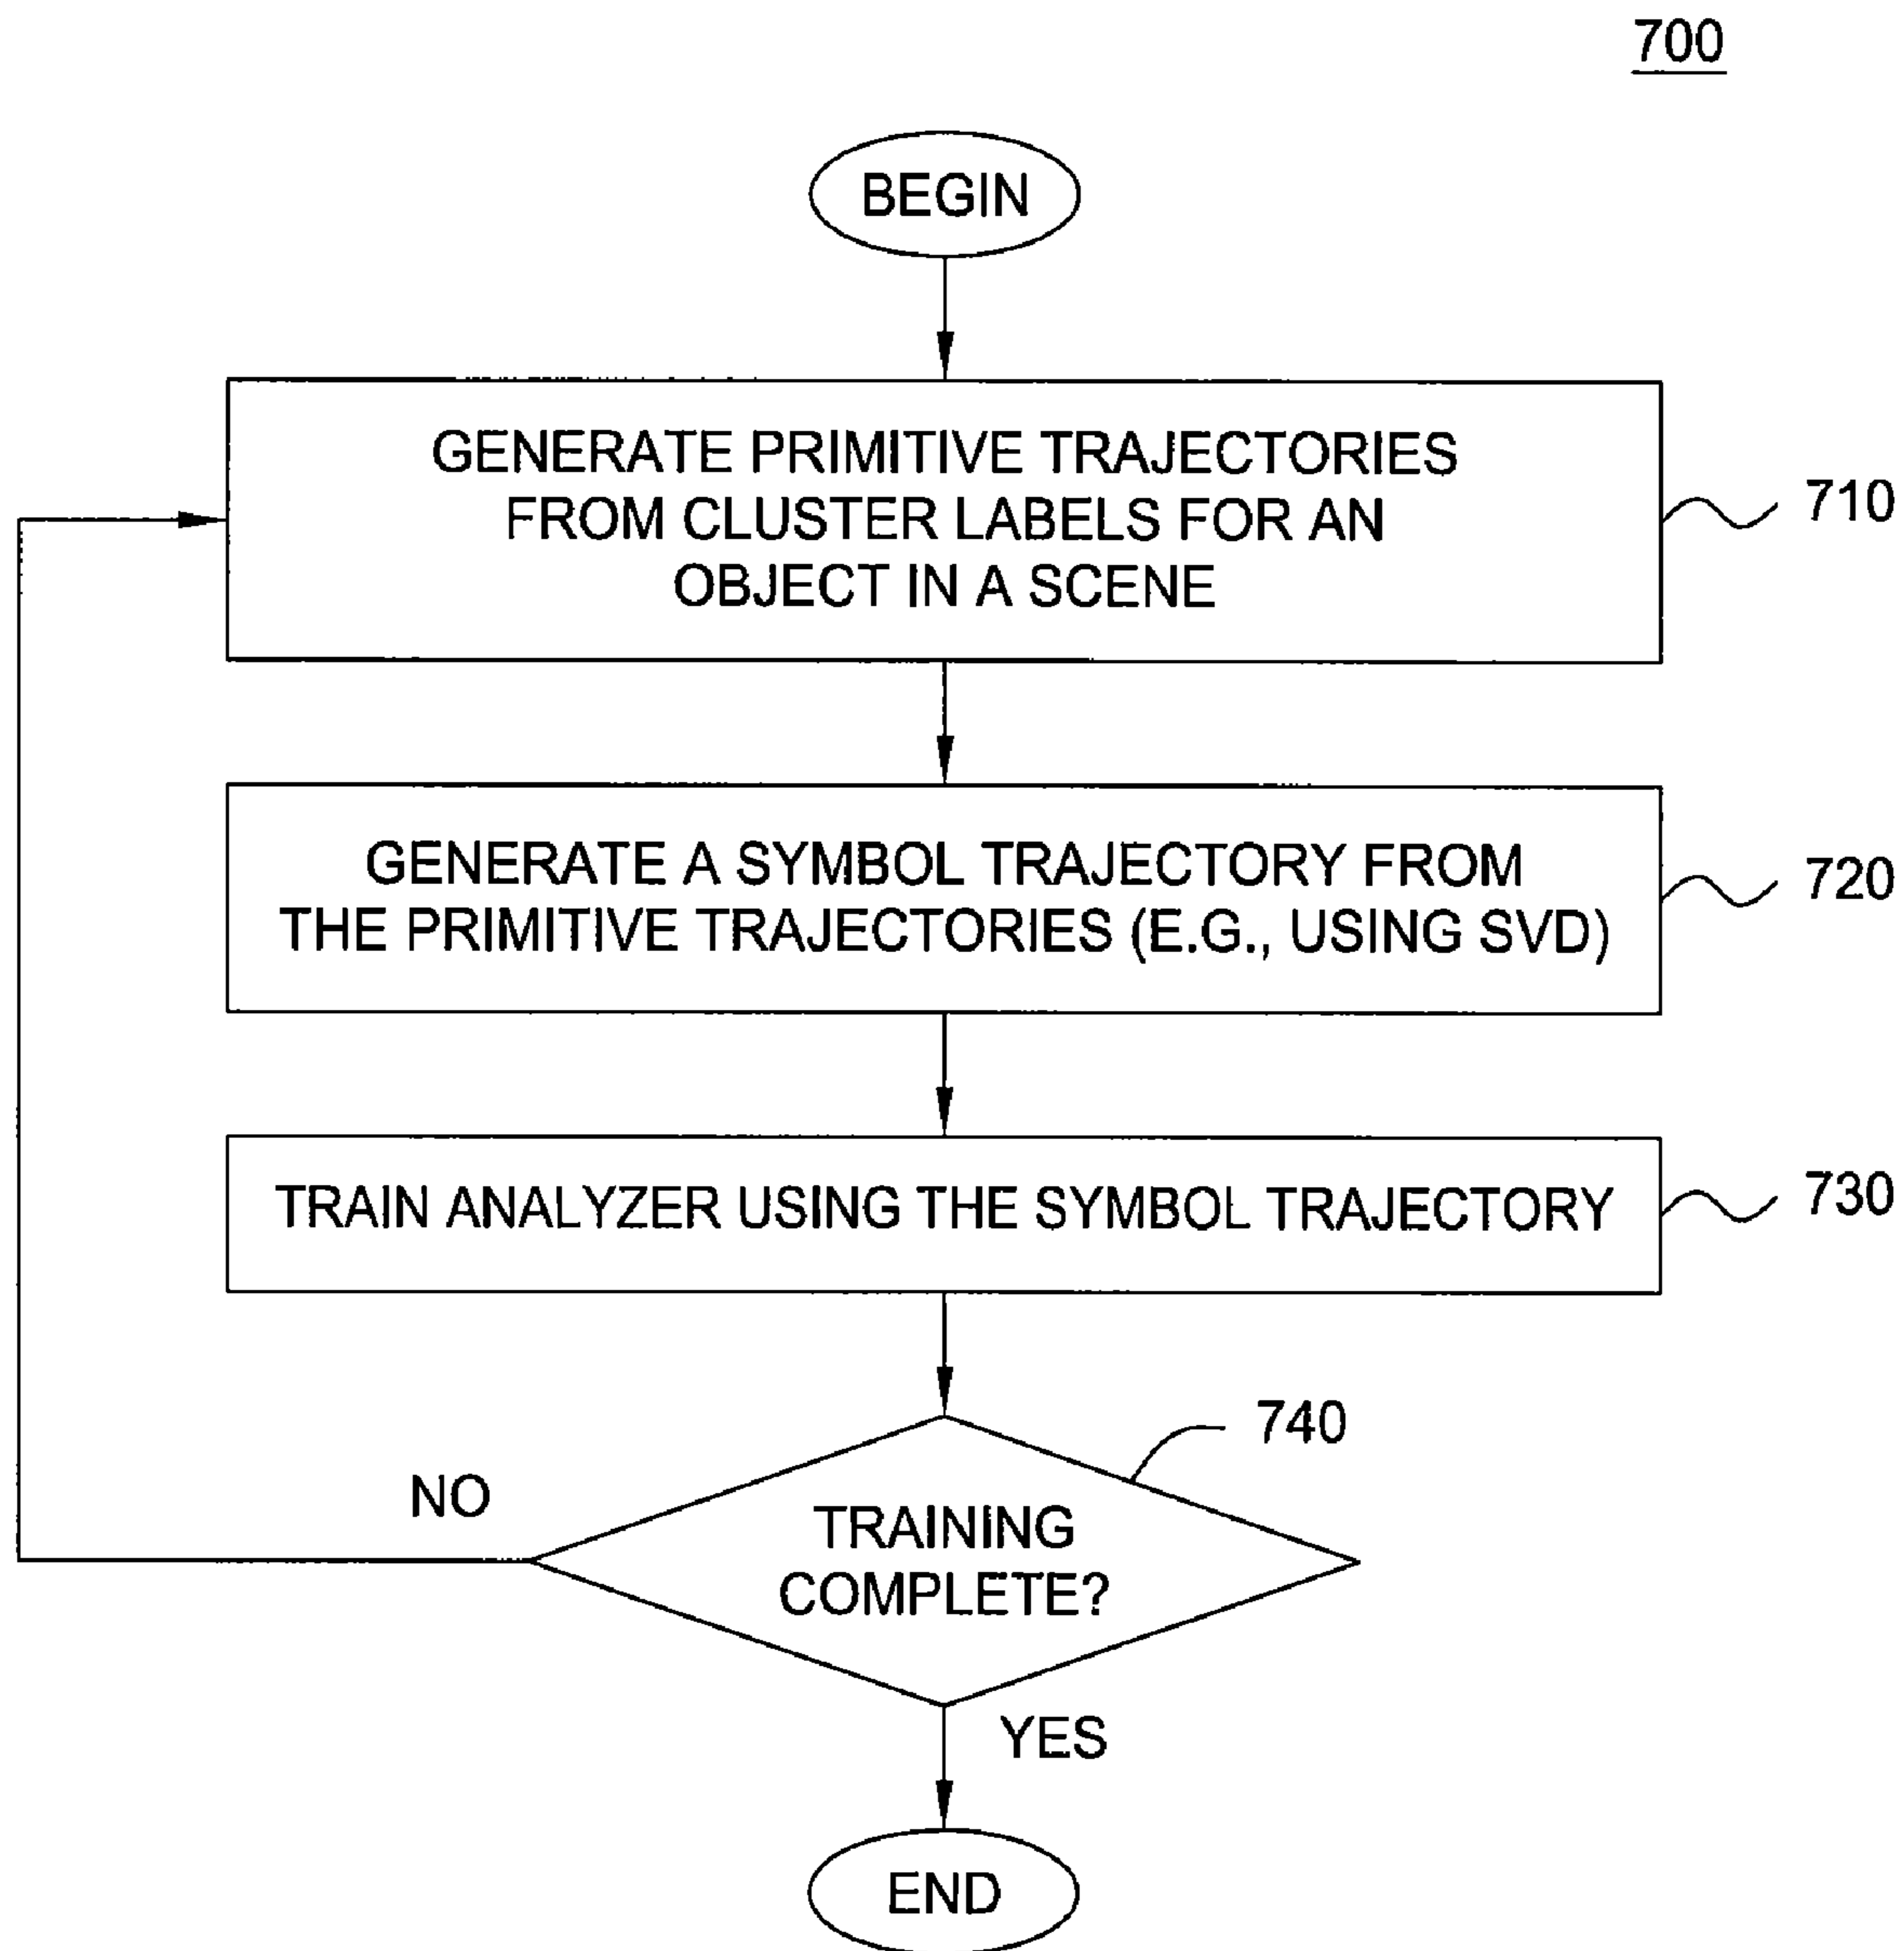 700
BEGIN
GENERATE PRIMITIVE TRAJECTORIES
FROM CLUSTER LABELS FOR AN
OBJECT IN A SCENE
710
GENERATE A SYMBOL TRAJECTORY FROM
THE PRIMITIVE TRAJECTORIES (E.G., USING SVD)
720
TRAIN ANALYZER USING THE SYMBOL TRAJECTORY
730
740
NO
TRAINING
COMPLETE?
YES
END